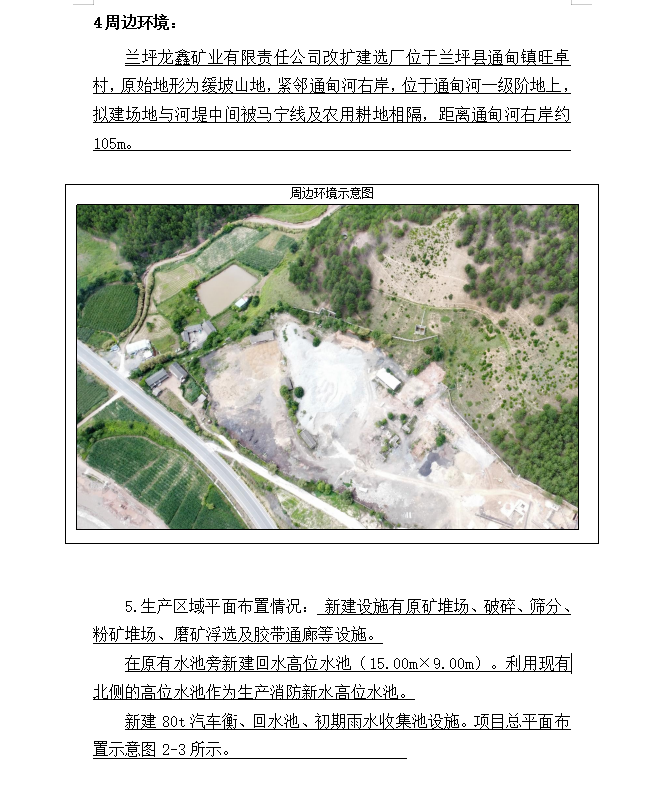 4 周边环境：
兰坪龙鑫矿业有限责任公司改扩建选厂位于兰坪县通甸镇旺卓
村，原始地形为缓坡山地，紧邻通甸河右岸，位于通甸河一级阶地上，
拟建场地与河堤中间被马宁线及农用耕地相隔，距离通甸河右岸约
105m。
周边环境示意图
5.生产区域平面布置情况：新建设施有原矿堆场、破碎、筛分、
粉矿堆场、磨矿浮选及胶带通廊等设施。
在原有水池旁新建回水高位水池（15.00m×9.00m）。利用现有
北侧的高位水池作为生产消防新水高位水池。
新建 80t 汽车衡、回水池、初期雨水收集池设施。项目总平面布
置示意图 2-3 所示。